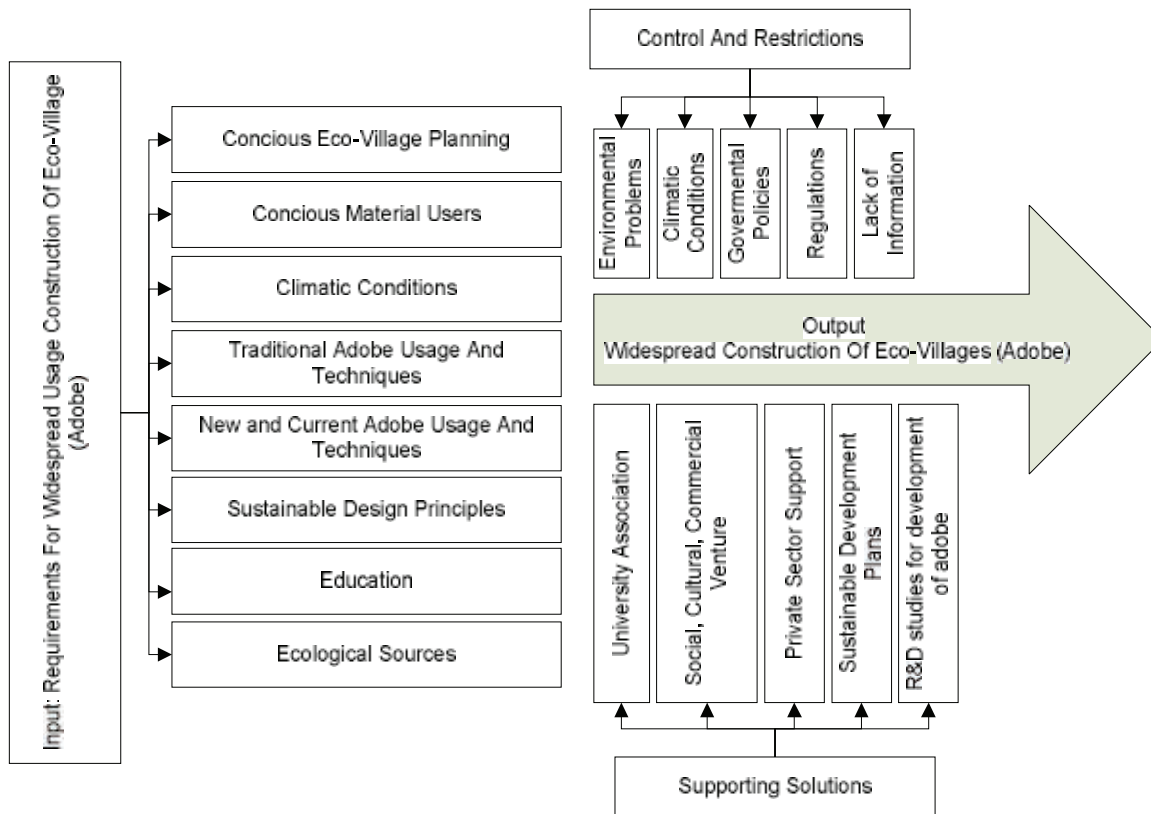 Input: Requirements For Widespread Usage Construction Of Eco-Village
(Adobe)
Concious Eco-Village Planning
Concious Material Users
Climatic Conditions
Traditional Adobe Usage And
Techniques
New and Current Adobe Usage And
Techniques
Sustainable Design Principles
Education
Ecological Sources
Control And Restrictions
Environmental
Problems
Climatic
Conditions
Govermental
Policies
Regulations
Lack of
Information
Output
Widespread Construction Of Eco-Villages (Adobe)
University Association
Social, Cultural, Commercial
Venture
Private Sector Support
Sustainable Development
Plans
R&D studies for development
of adobe
Supporting Solutions